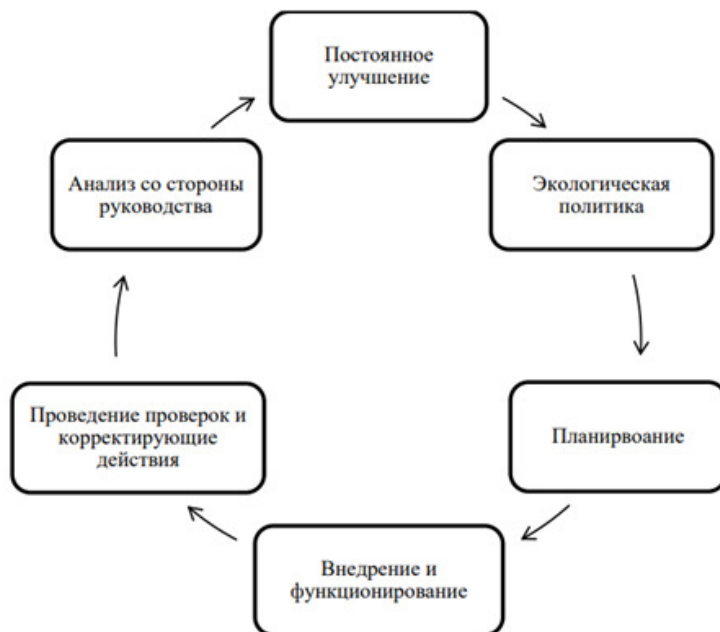 Постоянное
улучшение
Экологическая
политика
Планирвоание
Внедрение и
функционирование
Проведение проверок и
корректирующие
действия
Анализ со стороны
руководства